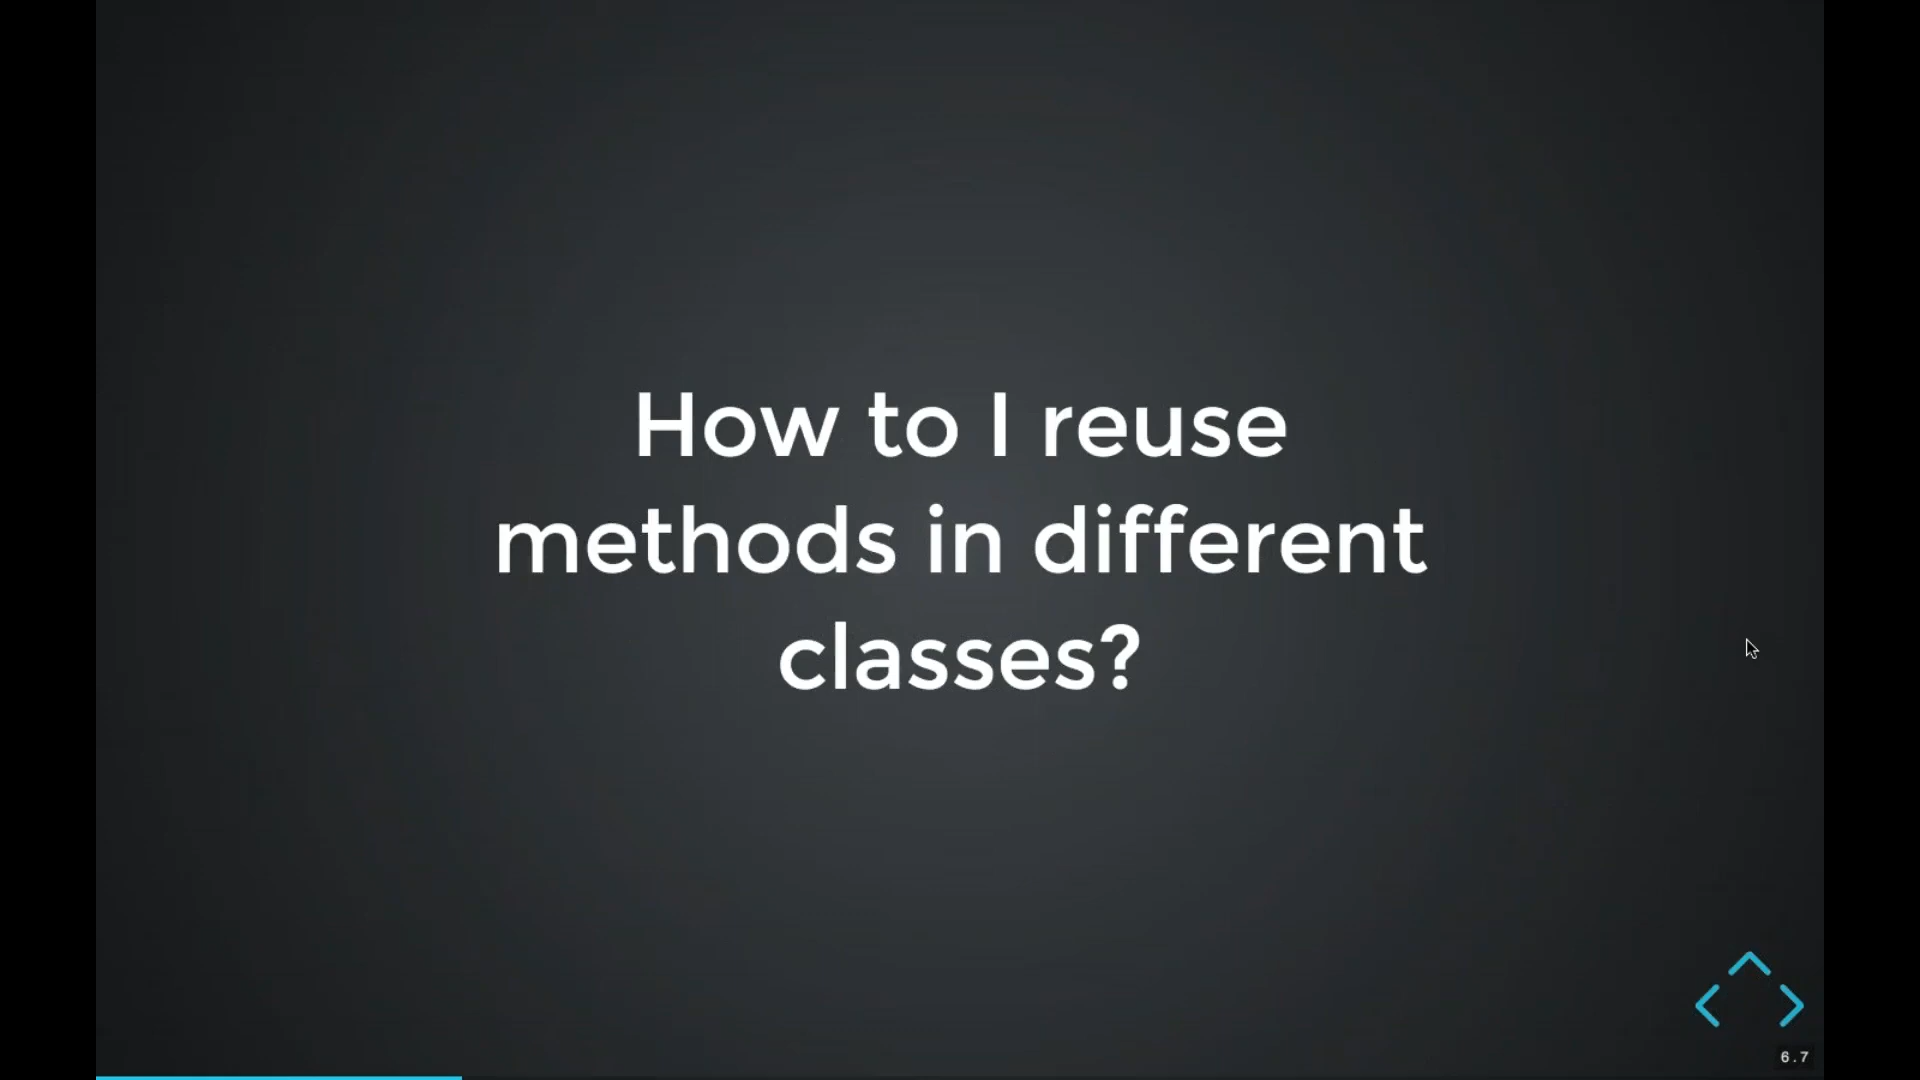 How to I reuse
methods in different
classes?
6.7